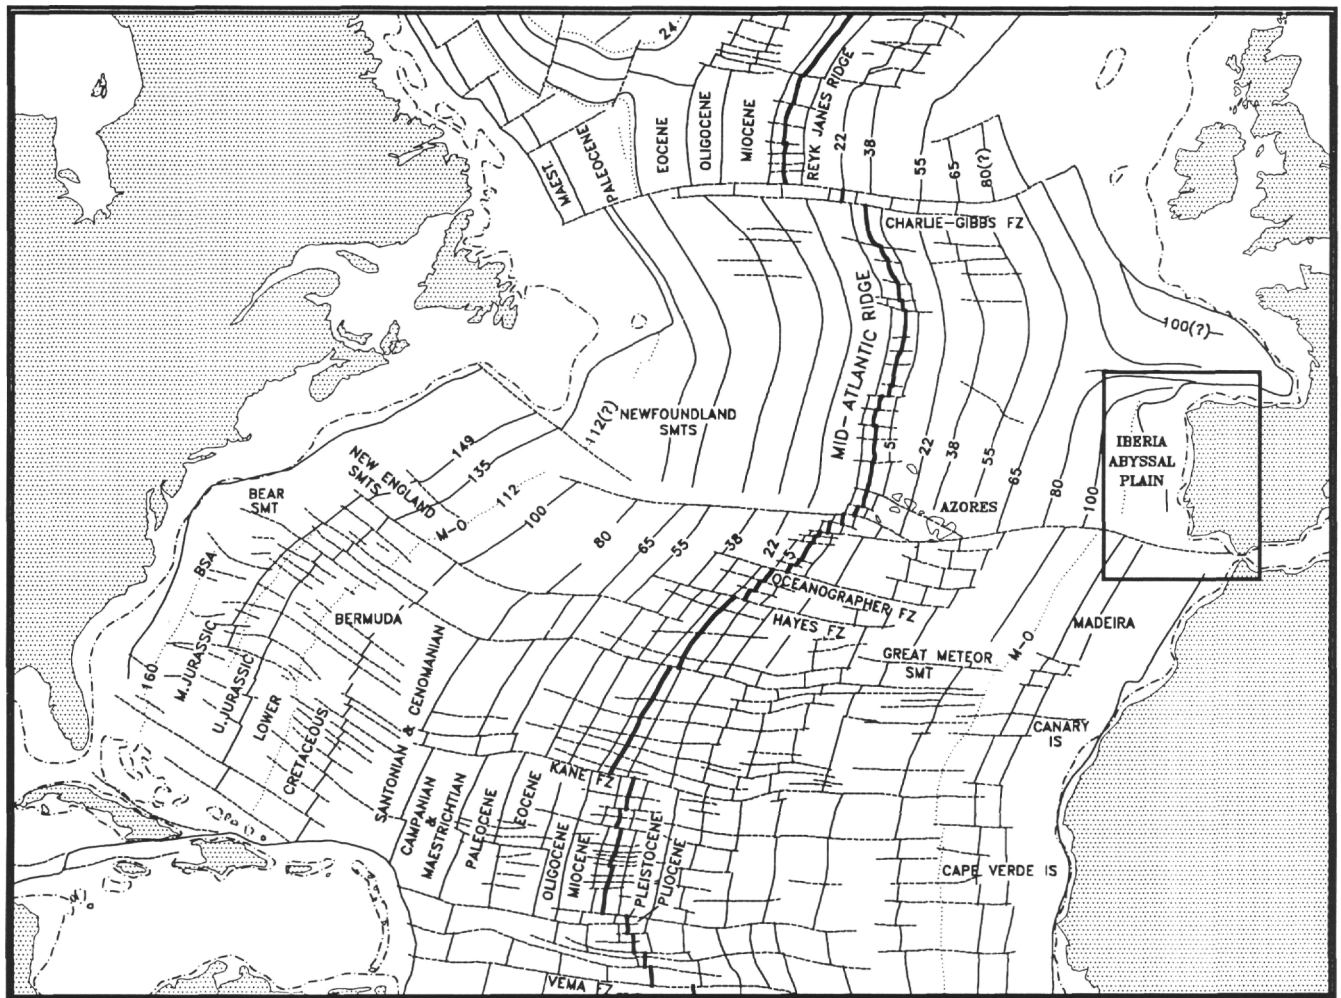 24
MAEST.
PALEOCENE
EOCENE
OLIGOCENE
MIOCENE
REYK JANES RIDGE
22
38
55
65
80(?)
CHARLIE-GIBBS FZ
100(?)
MID-ATLANTIC RIDGE
112(?)
NEWFOUNDLAND
SMTS
5
22
38
55
65
80
100
IBERIA
ABYSSAL
PLAIN
AZORES
149
135
NEW ENGLAND
SMTS
BEAR
SMT
M-O
112
100
80
65
55
38
22
5
BSA
OCEANOGRAPHER FZ
HAYES FZ
BERMUDA
GREAT METEOR
SMT
M-O
MADEIRA
160
M.JURASSIC
U.JURASSIC
LOWER
CRETACEOUS
SANTONIAN & CENOMANIAN
CANARY
IS
KANE FZ
CAMPANIAN
&
MAESTRICHTIAN
PALEOCENE
EOCENE
OLIGOCENE
MIOCENE
PLEISTOCENE
PLIOCENE
CAPE VERDE IS
VEMA FZ